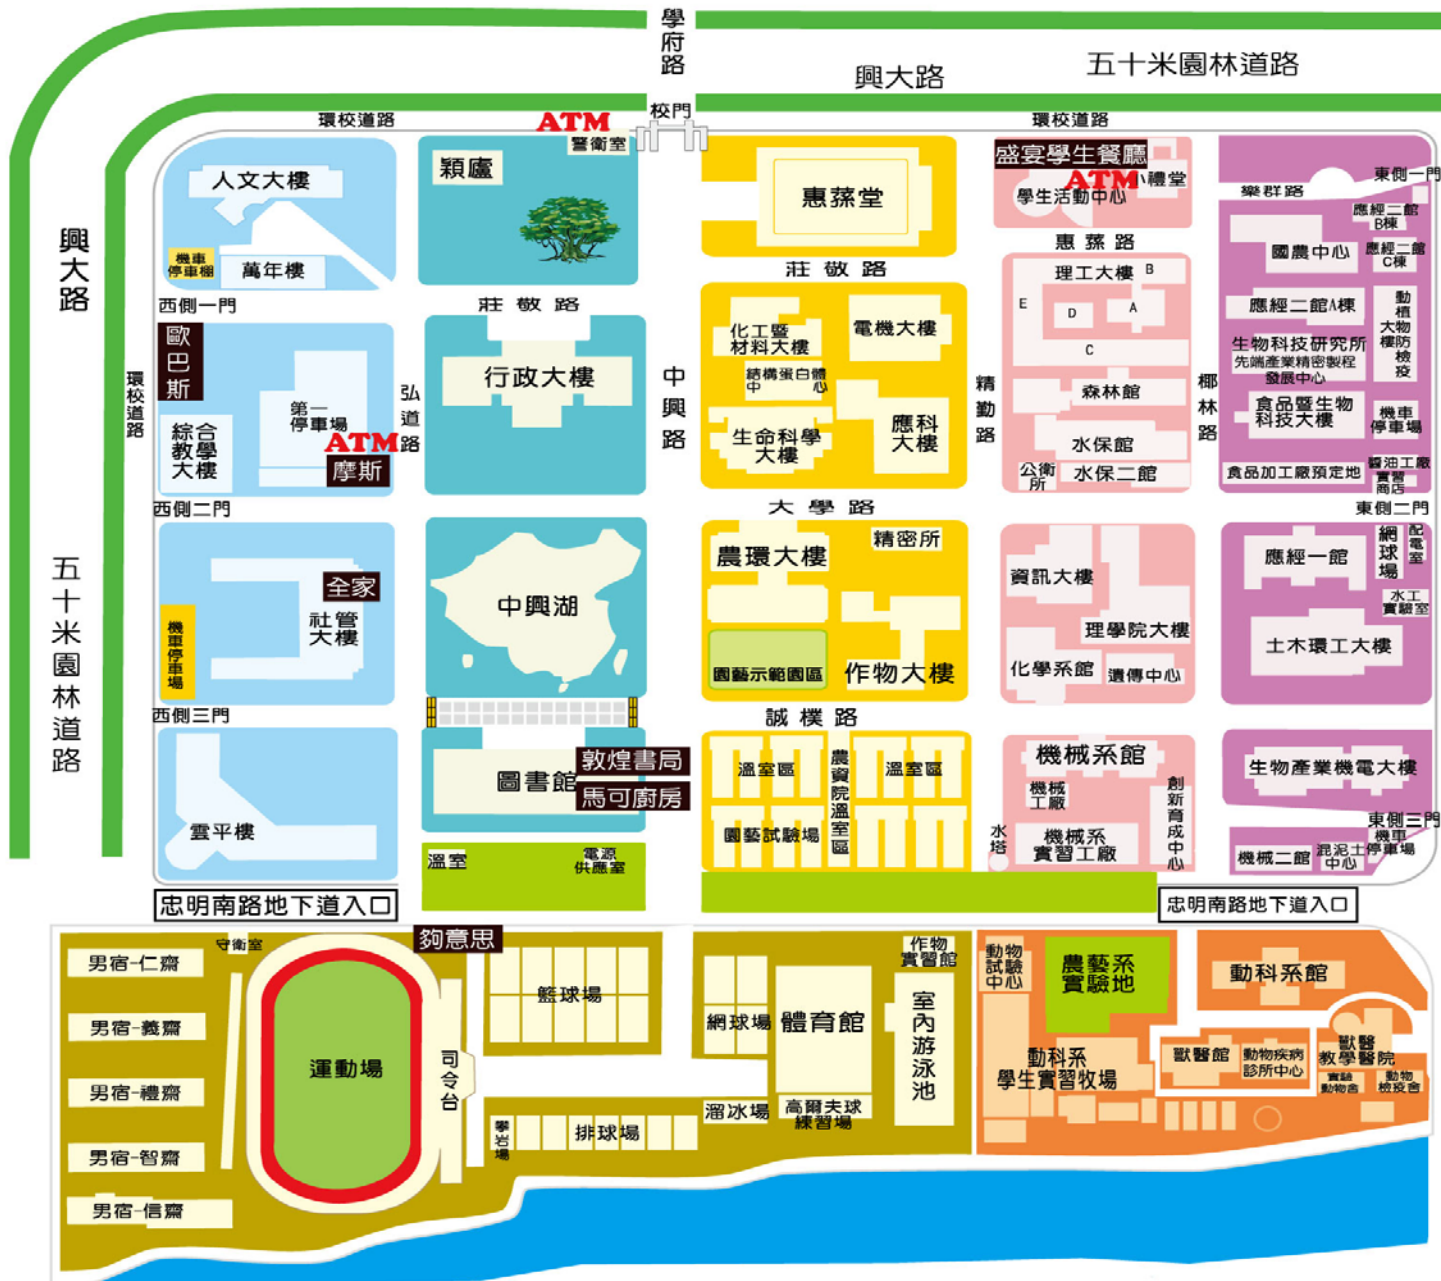 學府路
五十米園林道路
興大路
校門
環校道路
ATM
警衛室
環校道路
人文大樓
機車
停車棚
萬年樓
穎廬
惠蓀堂
盛宴學生餐廳
ATM
小禮堂
學生活動中心
東側一門
樂群路
應經二館
B棟
國農中心
應經二館
C棟
興大路
西側一門
莊敬路
莊敬路
惠蓀路
理工大樓
A
B
C
D
E
應經二館A棟
動植物防檢疫大樓
生物科技研究所
先端產業精密製程
發展中心
歐巴斯
環校道路
第一
停車場
ATM
摩斯
綜合
教學
大樓
弘道路
行政大樓
中興路
化工暨
材料大樓
電機大樓
結構蛋白體
中心
生命科學
大樓
應科
大樓
精勤路
森林館
水保館
公衛所
水保二館
椰林路
食品暨生物
科技大樓
機車
停車場
食品加工廠預定地
醬油工廠
實習
商店
西側二門
大學路
東側二門
五十米園林道路
全家
社管
大樓
機車停車場
中興湖
農環大樓
精密所
園藝示範園區
作物大樓
資訊大樓
理學院大樓
化學系館
遺傳中心
應經一館
網球場
配電室
水工
實驗室
土木環工大樓
西側三門
誠樸路
雲平樓
圖書館
敦煌書局
馬可廚房
溫室
電源
供應室
溫室區
農資院溫室區
溫室區
園藝試驗場
機械系館
機械
工廠
創新育成中心
水塔
機械系
實習工廠
生物產業機電大樓
東側三門
機車
停車場
機械二館
混泥土
中心
忠明南路地下道入口
忠明南路地下道入口
守衛室
夠意思
男宿-仁齋
男宿-義齋
男宿-禮齋
男宿-智齋
男宿-信齋
運動場
司令台
籃球場
攀岩場
排球場
網球場
體育館
溜冰場
高爾夫球
練習場
作物
實習館
室內游泳池
動物
試驗
中心
農藝系
實驗地
動科系
學生實習牧場
動科系館
獸醫館
動物疾病
診所中心
獸醫
教學醫院
實驗
動物舍
動物
檢疫舍